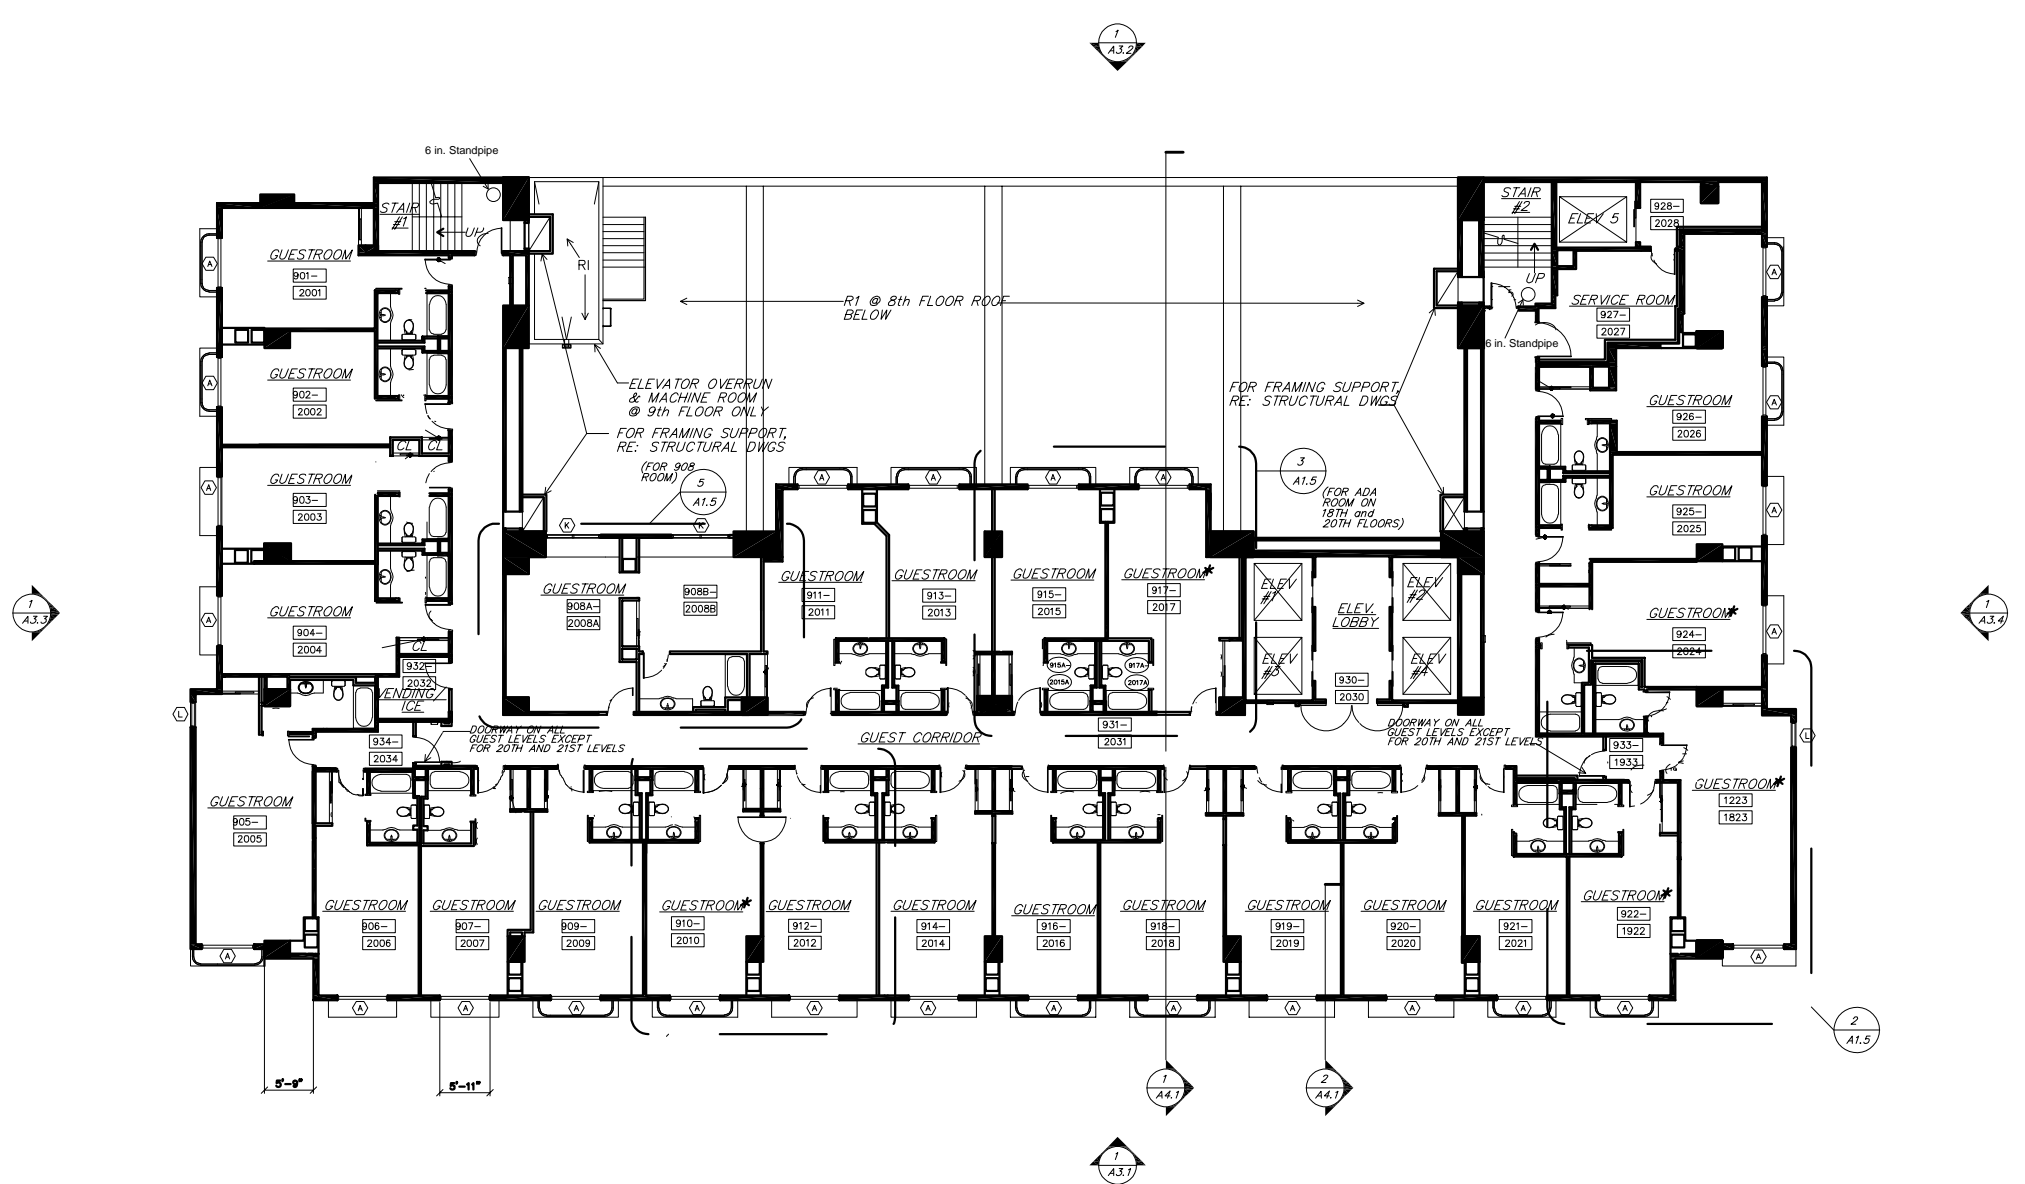 1
A3.2
6 in. Standpipe
STAIR
#1
UP
STAIR
#2
UP
ELEV 5
928-
2028
GUESTROOM
901-
2001
A
RI
R1 @ 8th FLOOR ROOF
BELOW
SERVICE ROOM
927-
2027
6 in. Standpipe
A
GUESTROOM
902-
2002
A
CL
CL
ELEVATOR OVERRUN
& MACHINE ROOM
@ 9th FLOOR ONLY
FOR FRAMING SUPPORT,
RE: STRUCTURAL DWGS
FOR FRAMING SUPPORT,
RE: STRUCTURAL DWGS
GUESTROOM
926-
2026
A
GUESTROOM
903-
2003
A
(FOR 908
ROOM)
5
A1.5
K
K
A
A
A
A
3
A1.5
(FOR ADA
ROOM ON
18TH and
20TH FLOORS)
GUESTROOM
925-
2025
A
1
A3.3
GUESTROOM
904-
2004
A
CL
GUESTROOM
908A-
2008A
908B-
2008B
GUESTROOM
911-
2011
GUESTROOM
913-
2013
GUESTROOM
915-
2015
GUESTROOM*
917-
2017
ELEV
#1
ELEV
#2
ELEV.
LOBBY
ELEV
#3
ELEV
#4
GUESTROOM*
924-
2024
A
1
A3.4
915A-
2015A
917A-
2017A
932-
2032
VENDING/
ICE
930-
2030
L
934-
2034
DOORWAY ON ALL
GUEST LEVELS EXCEPT
FOR 20TH AND 21ST LEVELS
GUEST CORRIDOR
931-
2031
DOORWAY ON ALL
GUEST LEVELS EXCEPT
FOR 20TH AND 21ST LEVELS
933-
1933
L
GUESTROOM
905-
2005
GUESTROOM*
1223
1823
GUESTROOM
906-
2006
GUESTROOM
907-
2007
GUESTROOM
909-
2009
GUESTROOM*
910-
2010
GUESTROOM
912-
2012
GUESTROOM
914-
2014
GUESTROOM
916-
2016
GUESTROOM
918-
2018
GUESTROOM
919-
2019
GUESTROOM
920-
2020
GUESTROOM
921-
2021
GUESTROOM*
922-
1922
A
A
A
A
A
A
A
A
A
A
A
A
A
A
2
A1.5
5'-9"
5'-11"
1
A4.1
2
A4.1
1
A3.1